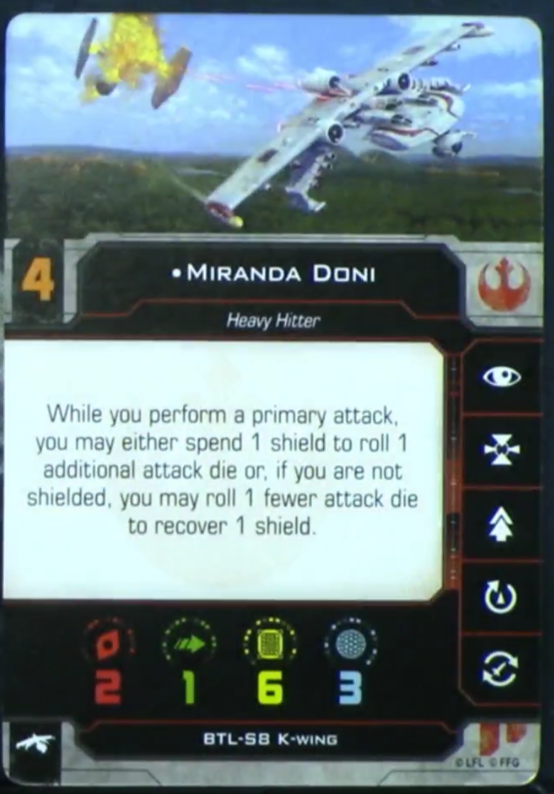 4
•Miranda Doni
Heavy Hitter
While you perform a primary attack,
you may either spend 1 shield to roll 1
additional attack die or, if you are not
shielded, you may roll 1 fewer attack die
to recover 1 shield.
2 1 6 3
BTL-S8 K-wing
©LFL ©FFG